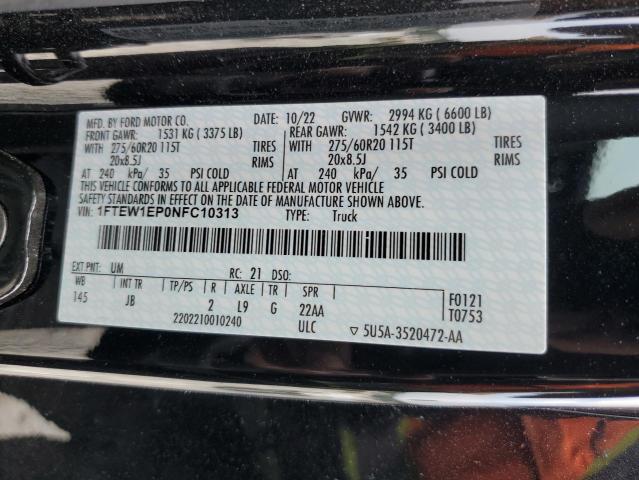 MFD. BY FORD MOTOR CO. DATE: 10/22 GVWR: 2994 KG ( 6600 LB)
FRONT GAWR: 1531 KG ( 3375 LB) REAR GAWR: 1542 KG ( 3400 LB)
WITH 275/60R20 115T TIRES WITH 275/60R20 115T TIRES
20x8.5J RIMS 20x8.5J RIMS
AT 240 kPa/ 35 PSI COLD AT 240 kPa/ 35 PSI COLD
THIS VEHICLE CONFORMS TO ALL APPLICABLE FEDERAL MOTOR VEHICLE
SAFETY STANDARDS IN EFFECT ON THE DATE OF MANUFACTURE SHOWN ABOVE.
VIN: 1FTEW1EP0NFC10313 TYPE: Truck
EXT PNT: UM RC: 21 DSO:
WB INT TR TP/PS R AXLE TR SPR F0121
145 JB 2 L9 G 22AA T0753
2202210010240 ULC 5U5A-3520472-AA